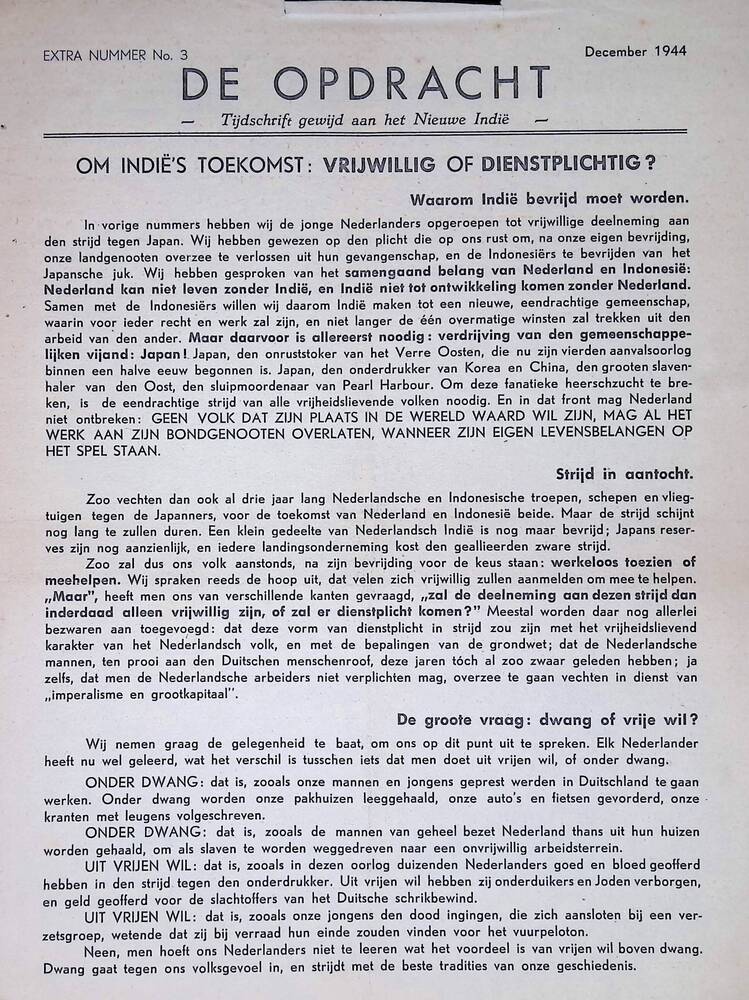 EXTRA NUMMER No. 3
December 1944
DE OPDRACHT
— Tijdschrift gewijd aan het Nieuwe Indië —
OM INDIË'S TOEKOMST: VRIJWILLIG OF DIENSTPLICHTIG?
Waarom Indië bevrijd moet worden.
In vorige nummers hebben wij de jonge Nederlanders opgeroepen tot vrijwillige deelneming aan
den strijd tegen Japan. Wij hebben gewezen op den plicht die op ons rust om, na onze eigen bevrijding,
onze landgenooten overzee te verlossen uit hun gevangenschap, en de Indonesiërs te bevrijden van het
Japansche juk. Wij hebben gesproken van het samengaand belang van Nederland en Indonesië:
Nederland kan niet leven zonder Indië, en Indië niet tot ontwikkeling komen zonder Nederland.
Samen met de Indonesiërs willen wij daarom Indië maken tot een nieuwe, eendrachtige gemeenschap,
waarin voor ieder recht en werk zal zijn, en niet langer de één overmatige winsten zal trekken uit den
arbeid van den ander. Maar daarvoor is allereerst noodig: verdrijving van den gemeenschappe-
lijken vijand: Japan! Japan, den onruststoker van het Verre Oosten, die nu zijn vierden aanvalsoorlog
binnen een halve eeuw begonnen is. Japan, den onderdrukker van Korea en China, den grooten slaven-
haler van den Oost, den sluipmoordenaar van Pearl Harbour. Om deze fanatieke heerschzucht te bre-
ken, is de eendrachtige strijd van alle vrijheidslievende volken noodig. En in dat front mag Nederland
niet ontbreken: GEEN VOLK DAT ZIJN PLAATS IN DE WERELD WAARD WIL ZIJN, MAG AL HET
WERK AAN ZIJN BONDGENOOTEN OVERLATEN, WANNEER ZIJN EIGEN LEVENSBELANGEN OP
HET SPEL STAAN.
Strijd in aantocht.
Zoo vechten dan ook al drie jaar lang Nederlandsche en Indonesische troepen, schepen en vlieg-
tuigen tegen de Japanners, voor de toekomst van Nederland en Indonesië beide. Maar de strijd schijnt
nog lang te zullen duren. Een klein gedeelte van Nederlandsch Indië is nog maar bevrijd; Japans reser-
ves zijn nog aanzienlijk, en iedere landingsonderneming kost den geallieerden zware strijd.
Zoo zal dus ons volk aanstonds, na zijn bevrijding voor de keus staan: werkeloos toezien of
meehelpen. Wij spraken reeds de hoop uit, dat velen zich vrijwillig zullen aanmelden om mee te helpen.
„Maar", heeft men ons van verschillende kanten gevraagd, „zal de deelneming aan dezen strijd dan
inderdaad alleen vrijwillig zijn, of zal er dienstplicht komen?" Meestal worden daar nog allerlei
bezwaren aan toegevoegd: dat deze vorm van dienstplicht in strijd zou zijn met het vrijheidslievend
karakter van het Nederlandsch volk, en met de bepalingen van de grondwet; dat de Nederlandsche
mannen, ten prooi aan den Duitschen menschenroof, deze jaren tóch al zoo zwaar geleden hebben; ja
zelfs, dat men de Nederlandsche arbeiders niet verplichten mag, overzee te gaan vechten in dienst van
„imperalisme en grootkapitaal".
De groote vraag: dwang of vrije wil?
Wij nemen graag de gelegenheid te baat, om ons op dit punt uit te spreken. Elk Nederlander
heeft nu wel geleerd, wat het verschil is tusschen iets dat men doet uit vrijen wil, of onder dwang.
ONDER DWANG: dat is, zooals onze mannen en jongens geprest werden in Duitschland te gaan
werken. Onder dwang worden onze pakhuizen leeggehaald, onze auto's en fietsen gevorderd, onze
kranten met leugens volgeschreven.
ONDER DWANG: dat is, zooals de mannen van geheel bezet Nederland thans uit hun huizen
worden gehaald, om als slaven te worden weggedreven naar een onvrijwillig arbeidsterrein.
UIT VRIJEN WIL: dat is, zooals in dezen oorlog duizenden Nederlanders goed en bloed geofferd
hebben in den strijd tegen den onderdrukker. Uit vrijen wil hebben zij onderduikers en Joden verborgen,
en geld geofferd voor de slachtoffers van het Duitsche schrikbewind.
UIT VRIJEN WIL: dat is, zooals onze jongens den dood ingingen, die zich aansloten bij een ver-
zetsgroep, wetende dat zij bij verraad hun einde zouden vinden voor het vuurpeloton.
Neen, men hoeft ons Nederlanders niet te leeren wat het voordeel is van vrijen wil boven dwang.
Dwang gaat tegen ons volksgevoel in, en strijdt met de beste tradities van onze geschiedenis.